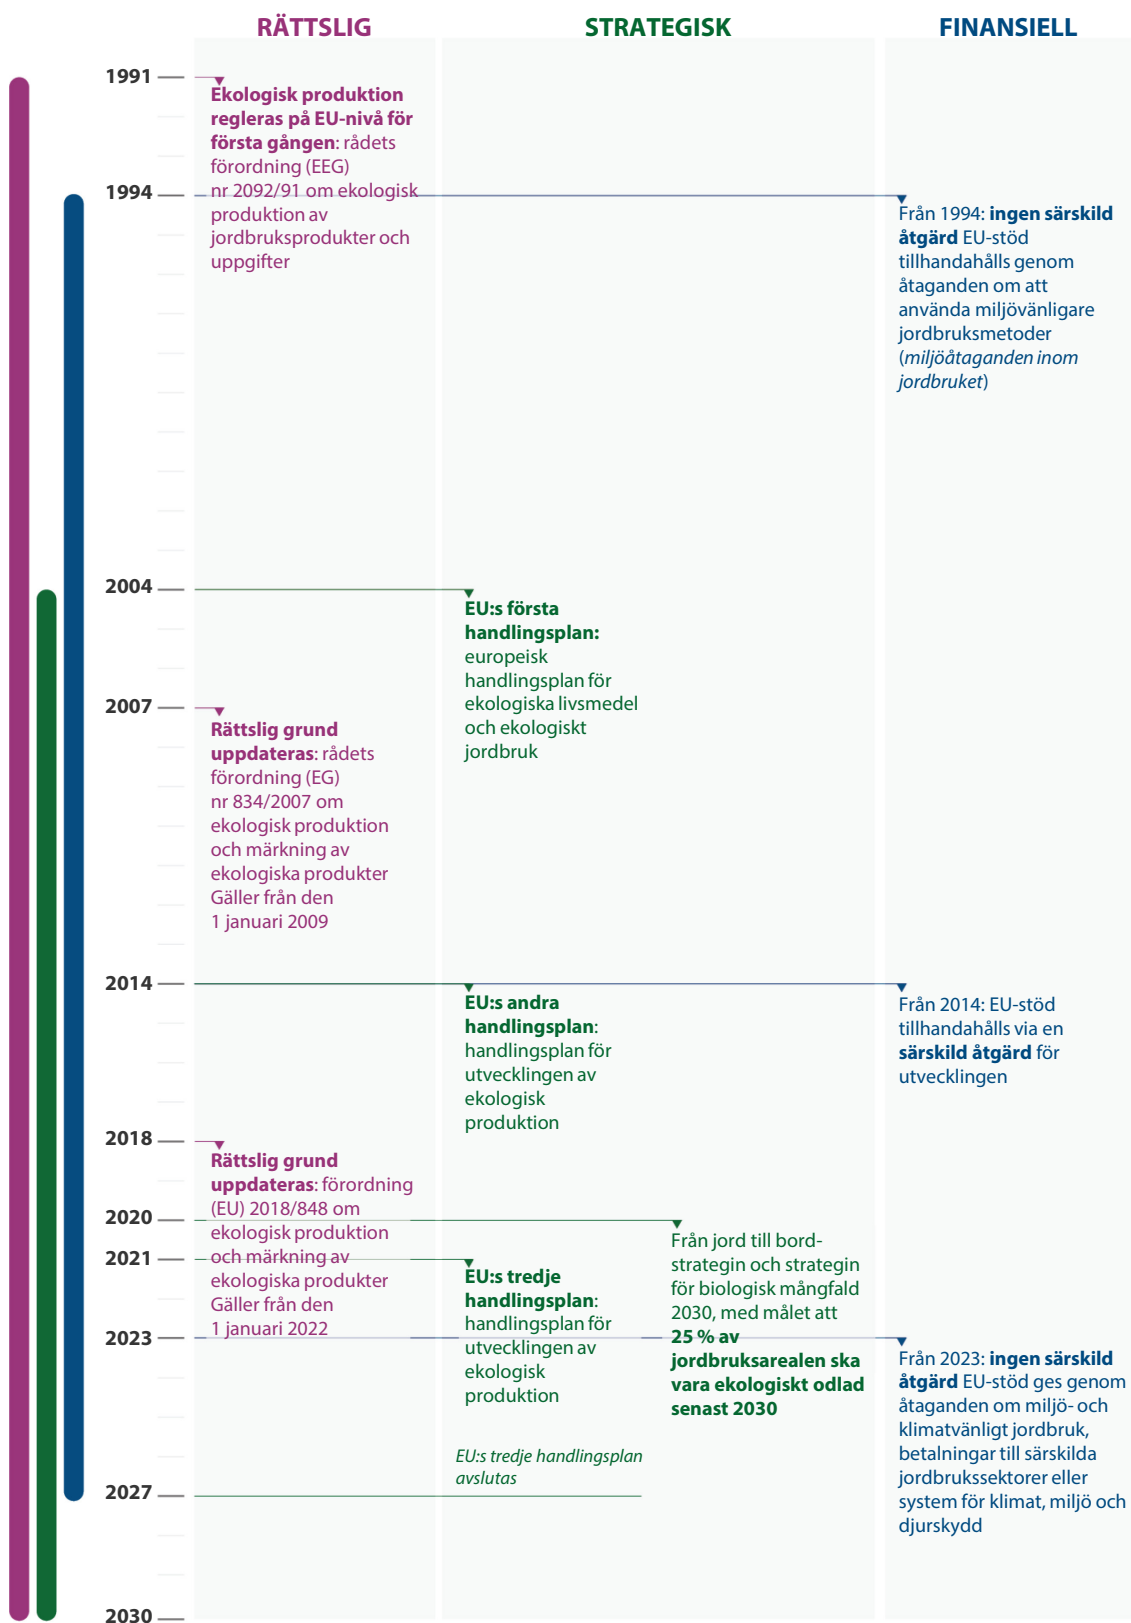 RÄTTSLIG
STRATEGISK
FINANSIELL
1991
Ekologisk produktion
regleras på EU-nivå för
första gången: rådets
förordning (EEG)
nr 2092/91 om ekologisk
produktion av
jordbruksprodukter och
uppgifter
1994
Från 1994: ingen särskild
åtgärd EU-stöd
tillhandahålls genom
åtaganden om att
använda miljövänligare
jordbruksmetoder
(miljöåtaganden inom
jordbruket)
2004
EU:s första
handlingsplan:
europeisk
handlingsplan för
ekologiska livsmedel
och ekologiskt
jordbruk
2007
Rättslig grund
uppdateras: rådets
förordning (EG)
nr 834/2007 om
ekologisk produktion
och märkning av
ekologiska produkter
Gäller från den
1 januari 2009
2014
EU:s andra
handlingsplan:
handlingsplan för
utvecklingen av
ekologisk
produktion
Från 2014: EU-stöd
tillhandahålls via en
särskild åtgärd för
utvecklingen
2018
Rättslig grund
uppdateras: förordning
(EU) 2018/848 om
ekologisk produktion
och märkning av
ekologiska produkter
Gäller från den
1 januari 2022
2020
Från jord till bord-
strategin och strategin
för biologisk mångfald
2030, med målet att
25 % av
jordbruksarealen ska
vara ekologiskt odlad
senast 2030
2021
EU:s tredje
handlingsplan:
handlingsplan för
utvecklingen av
ekologisk
produktion
2023
Från 2023: ingen särskild
åtgärd EU-stöd ges genom
åtaganden om miljö- och
klimatvänligt jordbruk,
betalningar till särskilda
jordbrukssektorer eller
system för klimat, miljö och
djurskydd
EU:s tredje handlingsplan
avslutas
2027
2030